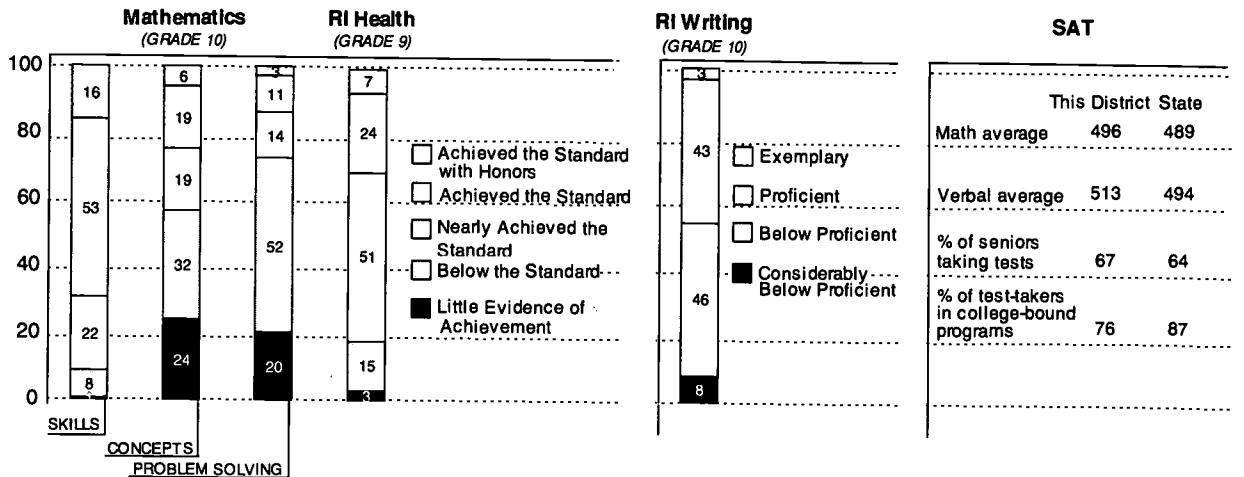 Mathematics
(GRADE 10)
RI Health
(GRADE 9)
RI Writing
(GRADE 10)
SAT
100
80
60
40
20
0
16
53
22
8
6
19
19
32
24
3
11
14
52
20
7
24
51
15
3
SKILLS
CONCEPTS
PROBLEM SOLVING
Achieved the Standard
with Honors
Achieved the Standard
Nearly Achieved the
Standard
Below the Standard
Little Evidence of
Achievement
3
43
46
8
Exemplary
Proficient
Below Proficient
Considerably
Below Proficient
This District State
Math average 496 489
Verbal average 513 494
% of seniors
taking tests 67 64
% of test-takers
in college-bound
programs 76 87